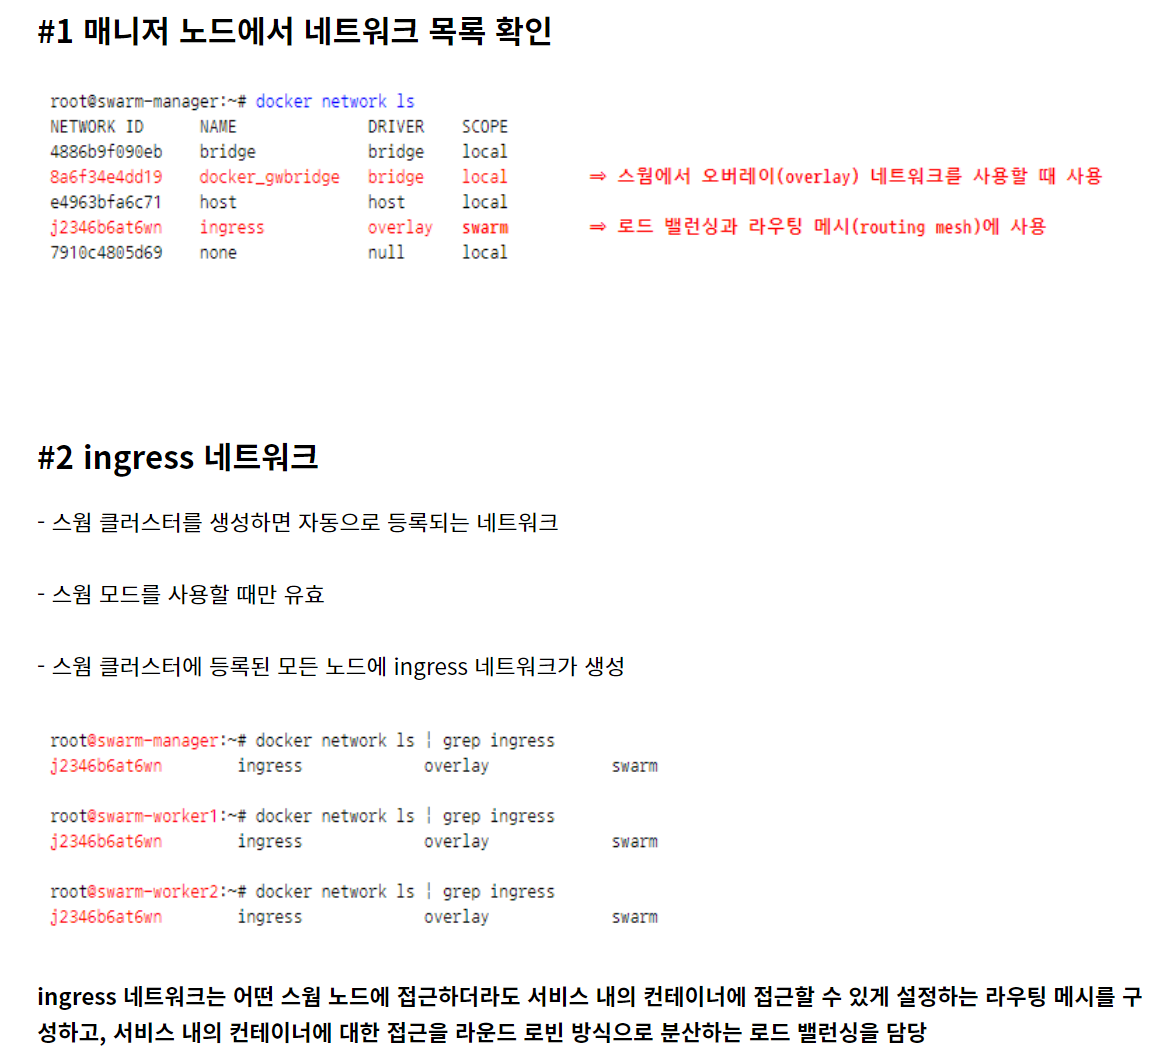 #1 매니저 노드에서 네트워크 목록 확인
root@swarm-manager:~# docker network ls
NETWORK ID NAME DRIVER SCOPE
4886b9f090eb bridge bridge local
8a6f34e4dd19 docker_gwbridge bridge local ⇒ 스웜에서 오버레이(overlay) 네트워크를 사용할 때 사용
e4963bfa6c71 host host local
j2346b6at6wn ingress overlay swarm ⇒ 로드 밸런싱과 라우팅 메시(routing mesh)에 사용
7910c4805d69 none null local
#2 ingress 네트워크
- 스웜 클러스터를 생성하면 자동으로 등록되는 네트워크
- 스웜 모드를 사용할 때만 유효
- 스웜 클러스터에 등록된 모든 노드에 ingress 네트워크가 생성
root@swarm-manager:~# docker network ls | grep ingress
j2346b6at6wn ingress overlay swarm
root@swarm-worker1:~# docker network ls | grep ingress
j2346b6at6wn ingress overlay swarm
root@swarm-worker2:~# docker network ls | grep ingress
j2346b6at6wn ingress overlay swarm
ingress 네트워크는 어떤 스웜 노드에 접근하더라도 서비스 내의 컨테이너에 접근할 수 있게 설정하는 라우팅 메시를 구
성하고, 서비스 내의 컨테이너에 대한 접근을 라운드 로빈 방식으로 분산하는 로드 밸런싱을 담당